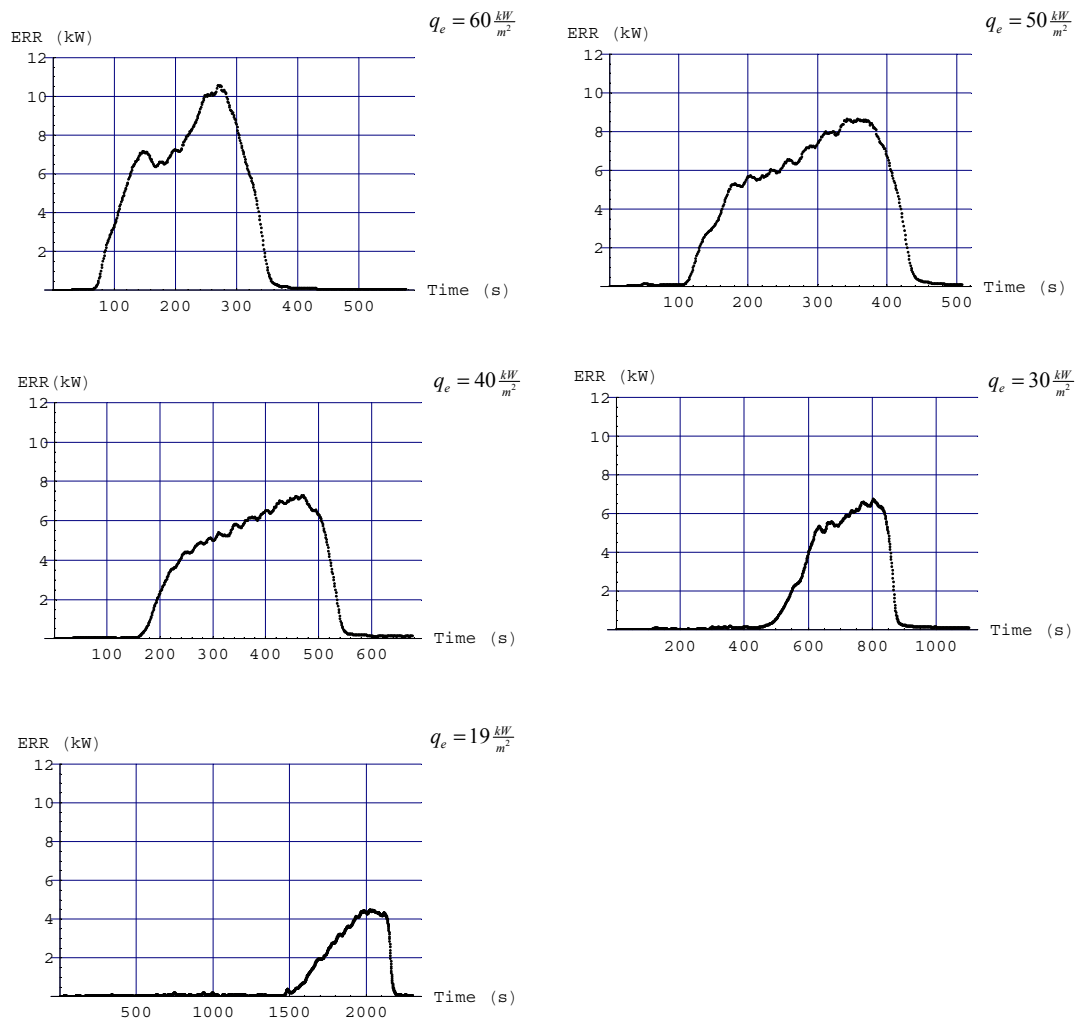 q_e = 60 kW/m²
ERR (kW)
12
10
8
6
4
2
100 200 300 400 500
Time (s)
q_e = 50 kW/m²
ERR (kW)
12
10
8
6
4
2
100 200 300 400 500
Time (s)
q_e = 40 kW/m²
ERR(kW)
12
10
8
6
4
2
100 200 300 400 500 600
Time (s)
q_e = 30 kW/m²
ERR (kW)
12
10
8
6
4
2
200 400 600 800 1000
Time (s)
q_e = 19 kW/m²
ERR (kW)
12
10
8
6
4
2
500 1000 1500 2000
Time (s)